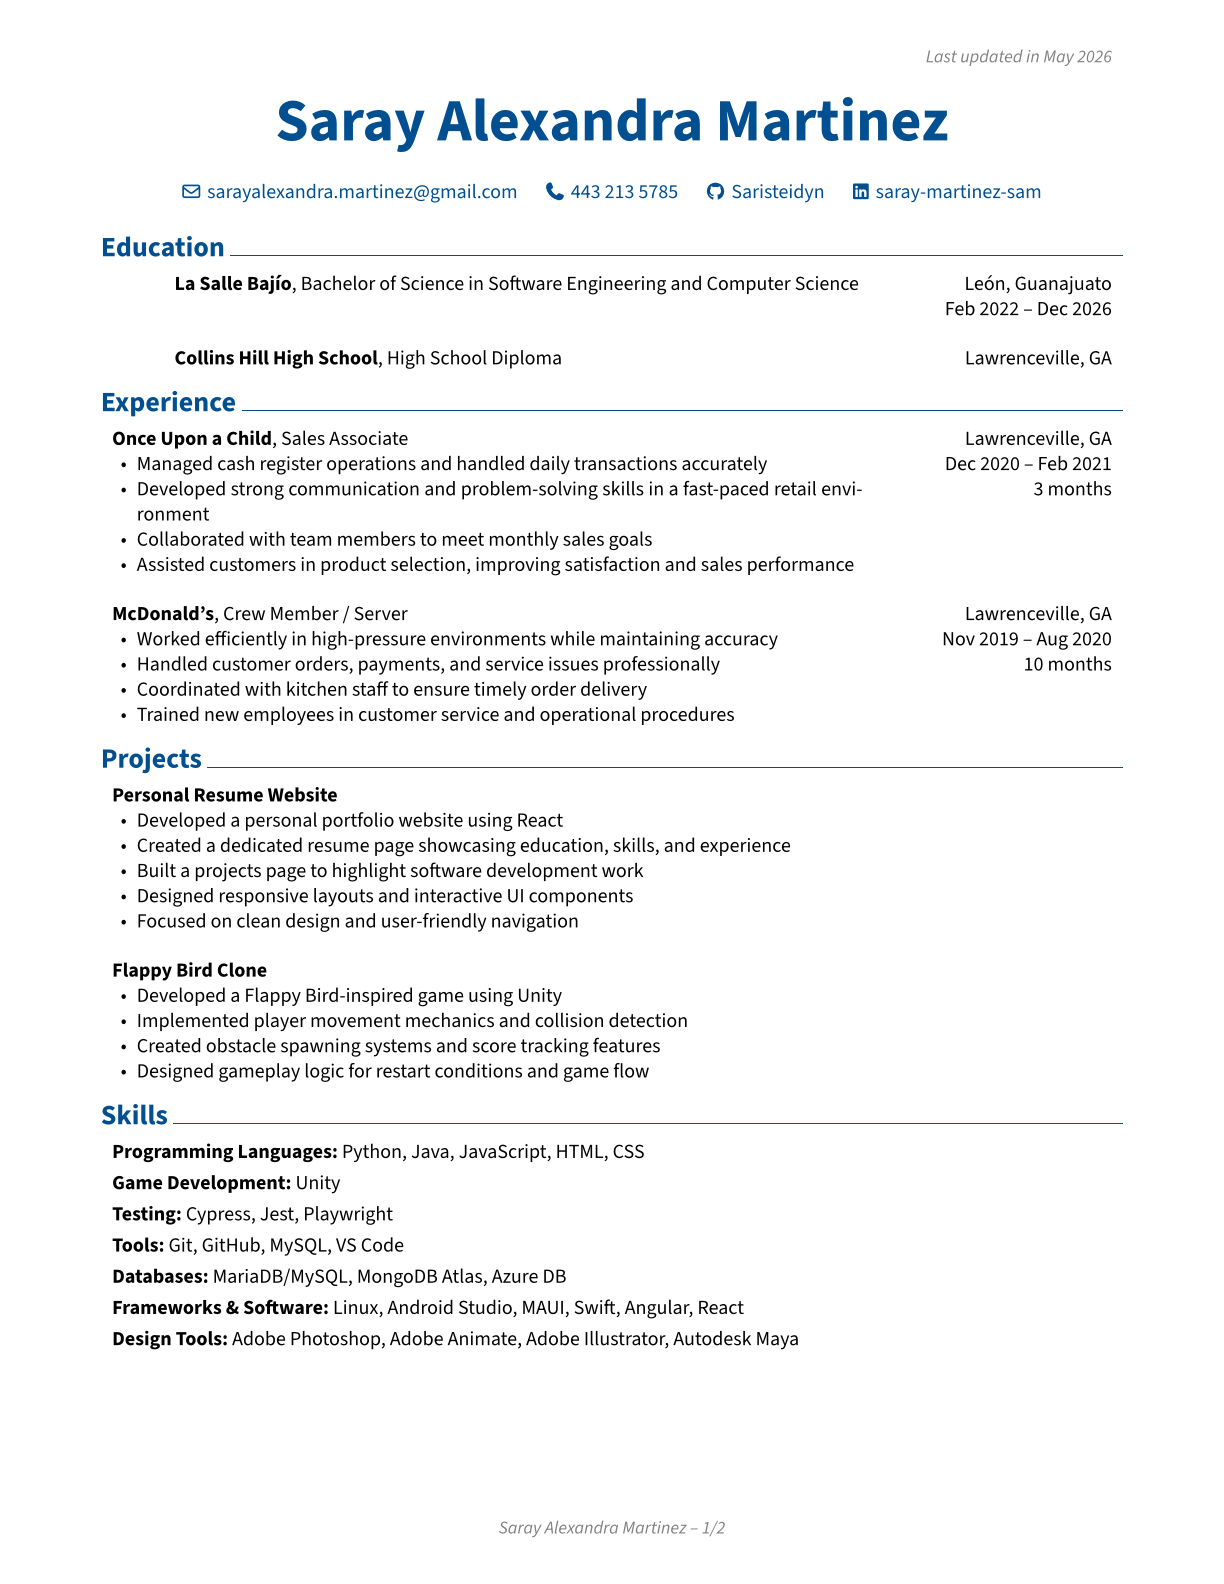 Last updated in May 2026
Saray Alexandra Martinez
sarayalexandra.martinez@gmail.com 443 213 5785 Saristeidyn saray-martinez-sam
Education
La Salle Bajío, Bachelor of Science in Software Engineering and Computer Science León, Guanajuato
Feb 2022 – Dec 2026
Collins Hill High School, High School Diploma Lawrenceville, GA
Experience
Once Upon a Child, Sales Associate Lawrenceville, GA
• Managed cash register operations and handled daily transactions accurately Dec 2020 – Feb 2021
• Developed strong communication and problem-solving skills in a fast-paced retail envi- 3 months
ronment
• Collaborated with team members to meet monthly sales goals
• Assisted customers in product selection, improving satisfaction and sales performance
McDonald’s, Crew Member / Server Lawrenceville, GA
• Worked efficiently in high-pressure environments while maintaining accuracy Nov 2019 – Aug 2020
• Handled customer orders, payments, and service issues professionally 10 months
• Coordinated with kitchen staff to ensure timely order delivery
• Trained new employees in customer service and operational procedures
Projects
Personal Resume Website
• Developed a personal portfolio website using React
• Created a dedicated resume page showcasing education, skills, and experience
• Built a projects page to highlight software development work
• Designed responsive layouts and interactive UI components
• Focused on clean design and user-friendly navigation
Flappy Bird Clone
• Developed a Flappy Bird-inspired game using Unity
• Implemented player movement mechanics and collision detection
• Created obstacle spawning systems and score tracking features
• Designed gameplay logic for restart conditions and game flow
Skills
Programming Languages: Python, Java, JavaScript, HTML, CSS
Game Development: Unity
Testing: Cypress, Jest, Playwright
Tools: Git, GitHub, MySQL, VS Code
Databases: MariaDB/MySQL, MongoDB Atlas, Azure DB
Frameworks & Software: Linux, Android Studio, MAUI, Swift, Angular, React
Design Tools: Adobe Photoshop, Adobe Animate, Adobe Illustrator, Autodesk Maya
Saray Alexandra Martinez – 1/2